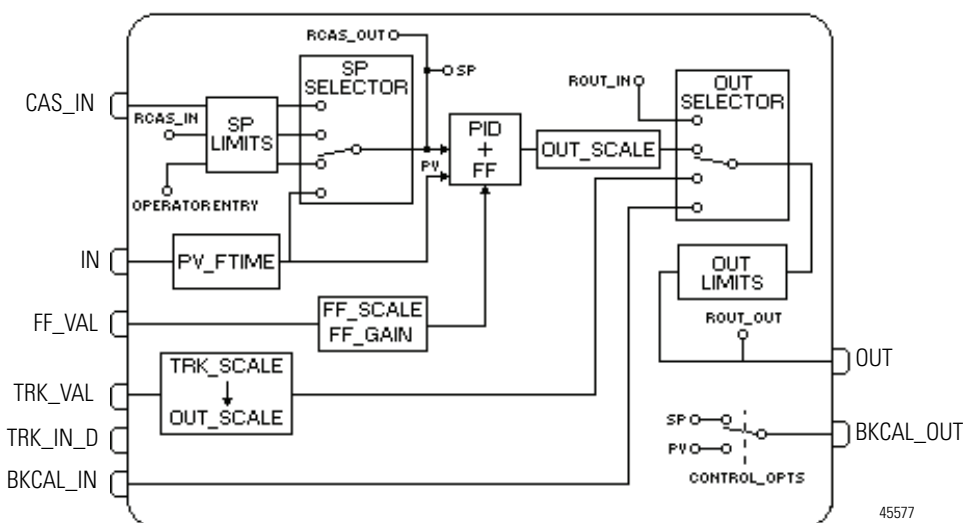 RCAS_OUT
SP
SP
SELECTOR
ROUT_IN
OUT
SELECTOR
CAS_IN
RCAS_IN
SP
LIMITS
PID
+
FF
OUT_SCALE
PV
OPERATOR ENTRY
IN
PV_FTIME
OUT
LIMITS
FF_VAL
FF_SCALE
FF_GAIN
ROUT_OUT
OUT
TRK_VAL
TRK_SCALE
OUT_SCALE
TRK_IN_D
SP
PV
BKCAL_OUT
BKCAL_IN
CONTROL_OPTS
45577